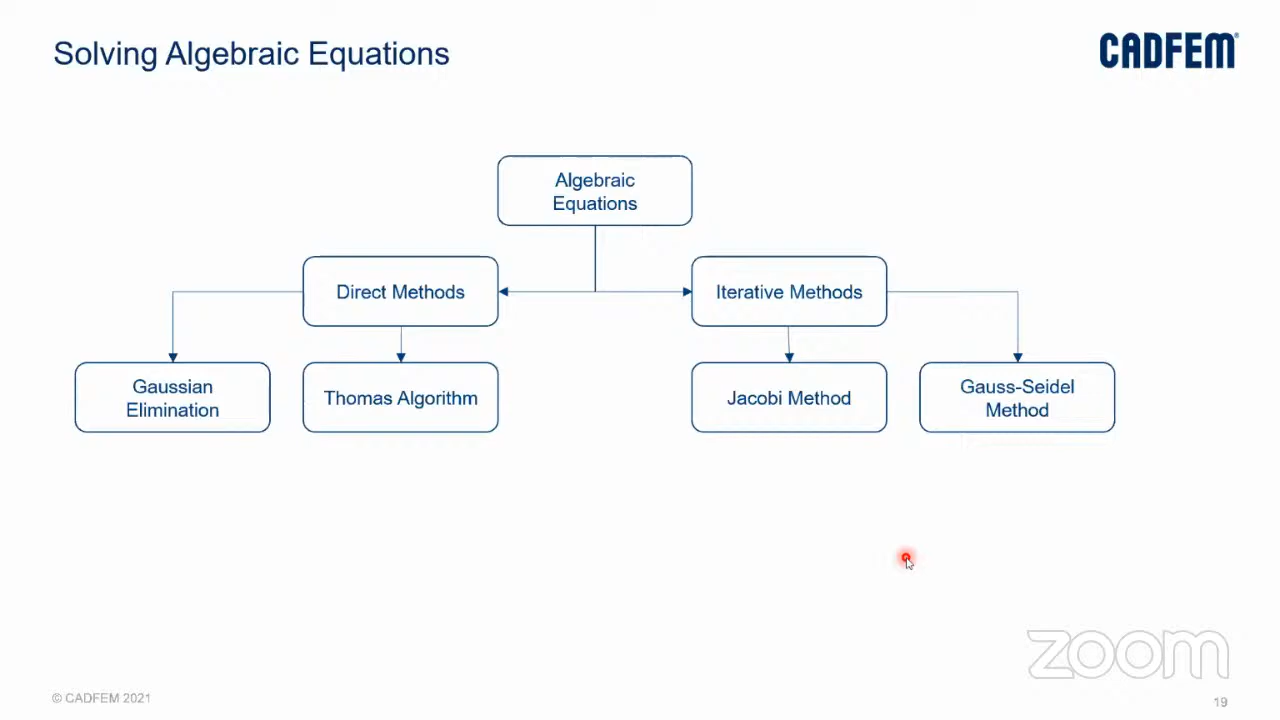 Solving Algebraic Equations
CADFEM®
Algebraic
Equations
Direct Methods
Iterative Methods
Gaussian
Elimination
Thomas Algorithm
Jacobi Method
Gauss-Seidel
Method
zoom
© CADFEM 2021
19